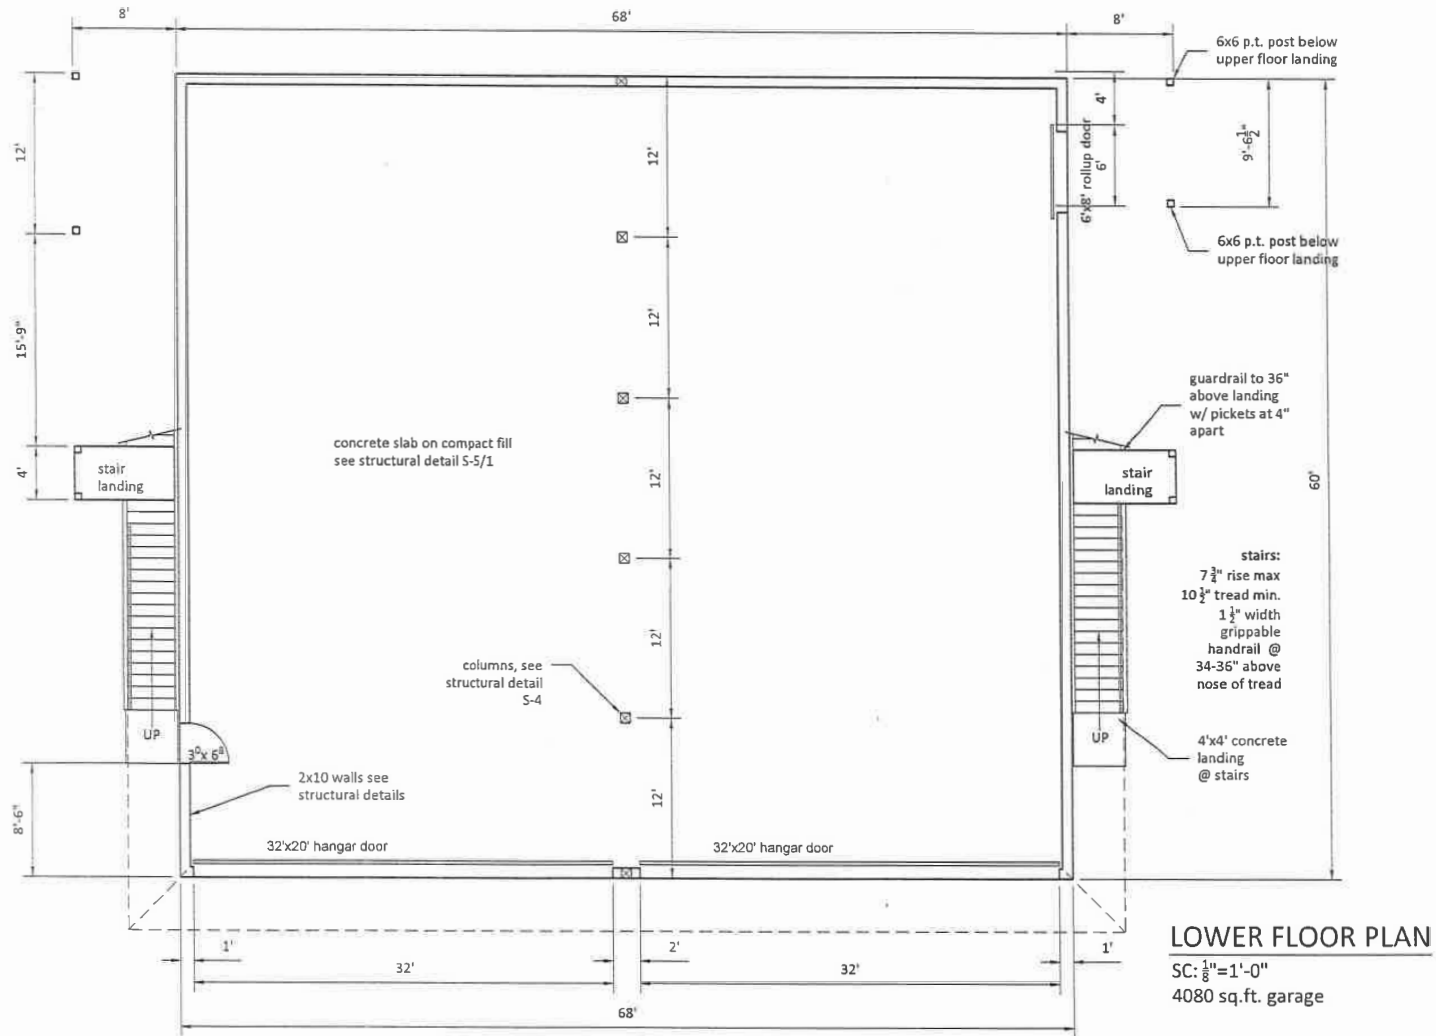 8'
68'
8'
6x6 p.t. post below
upper floor landing
12'
12'
4'
6'x8' rollup door
6'
9'-6½"
6x6 p.t. post below
upper floor landing
15'-9"
12'
guardrail to 36"
above landing
w/ pickets at 4"
apart
concrete slab on compact fill
see structural detail S-5/1
4'
stair
landing
12'
stair
landing
60'
stairs:
7¾" rise max
10½" tread min.
1½" width
grippable
handrail @
34-36" above
nose of tread
12'
columns, see
structural detail
S-4
UP
UP
3⁰x 6⁸
4'x4' concrete
landing
@ stairs
2x10 walls see
structural details
12'
8'-6"
32'x20' hangar door
32'x20' hangar door
1'
2'
1'
32'
32'
68'
LOWER FLOOR PLAN
SC: ⅛"=1'-0"
4080 sq.ft. garage